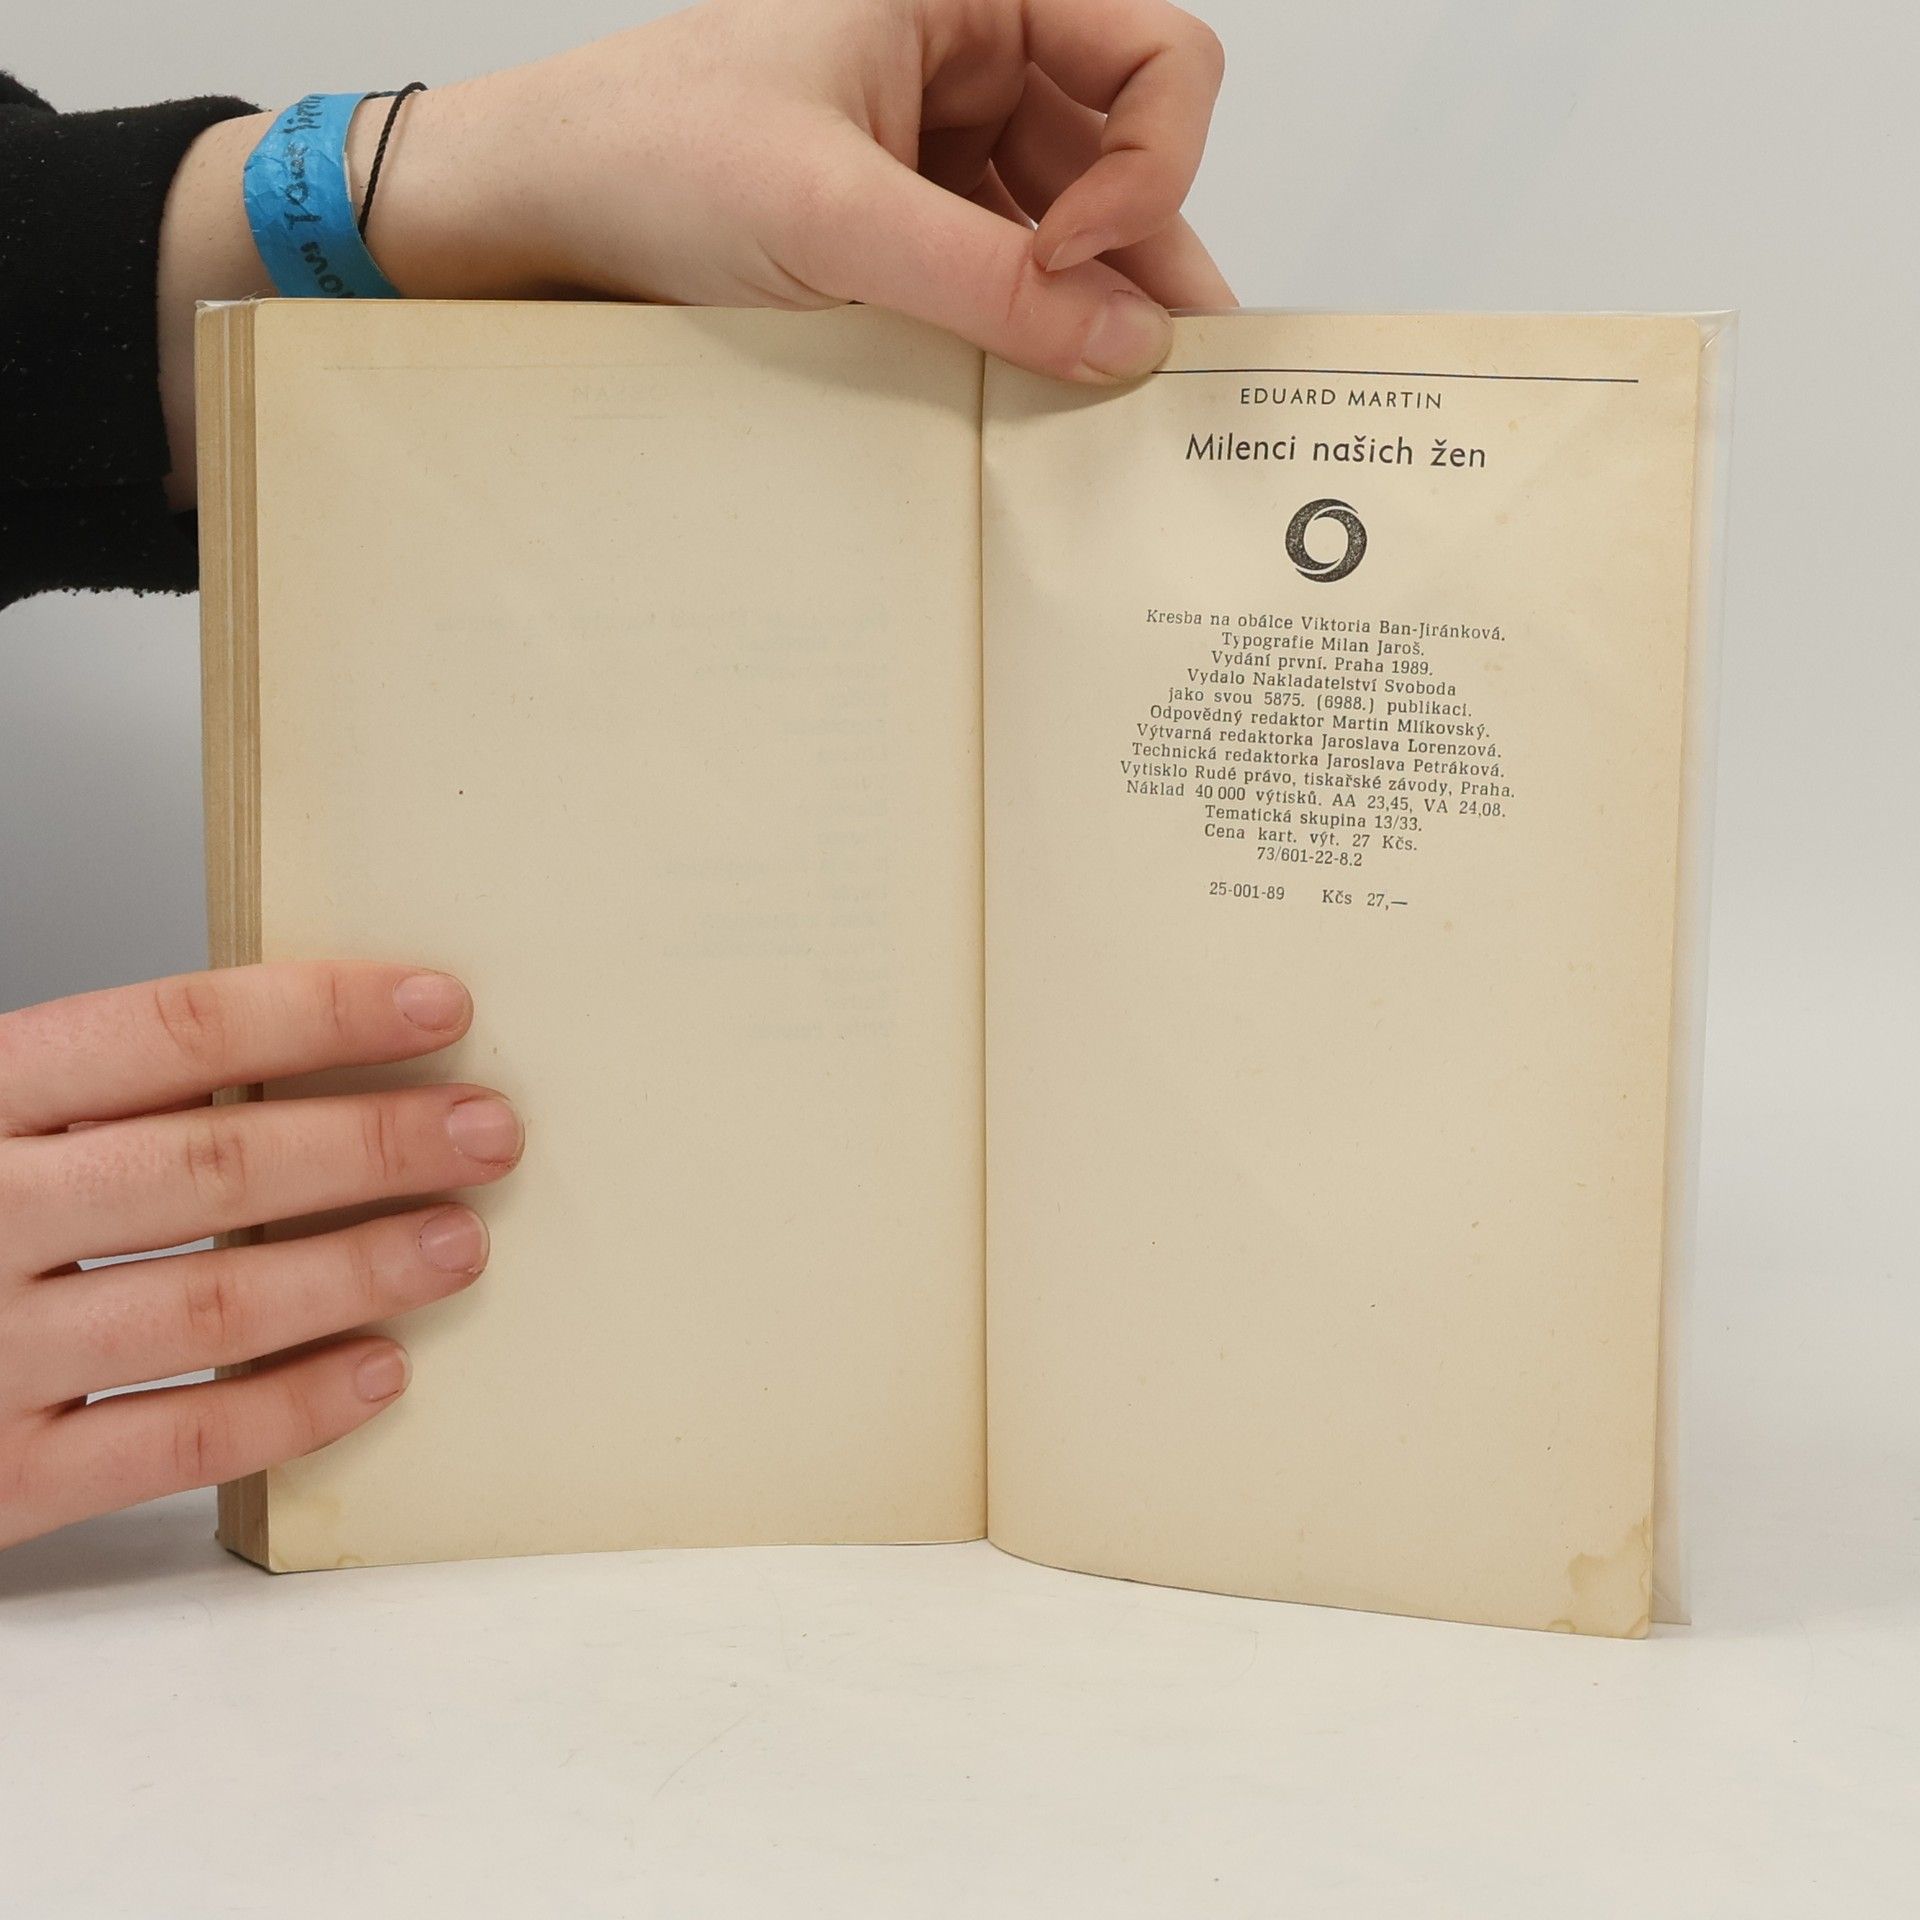 EDUARD MARTIN
Milenci našich žen
Kresba na obálce Viktoria Ban-Jiránková.
Typografie Milan Jaroš.
Vydání první. Praha 1989.
Vydalo Nakladatelství Svoboda
jako svou 5875. (6988.) publikaci.
Odpovědný redaktor Martin Mlíkovský.
Výtvarná redaktorka Jaroslava Lorenzová.
Technická redaktorka Jaroslava Petráková.
Vytisklo Rudé právo, tiskařské závody, Praha.
Náklad 40 000 výtisků. AA 23,45, VA 24,08.
Tematická skupina 13/33.
Cena kart. výt. 27 Kčs.
73/601-22-8.2
25-001-89 Kčs 27,—